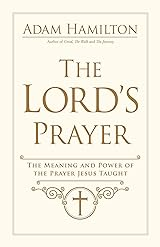 ADAM HAMILTON
Author of Creed, The Walk and The Journey
THE
LORD'S
PRAYER
THE MEANING AND POWER OF
THE PRAYER JESUS TAUGHT